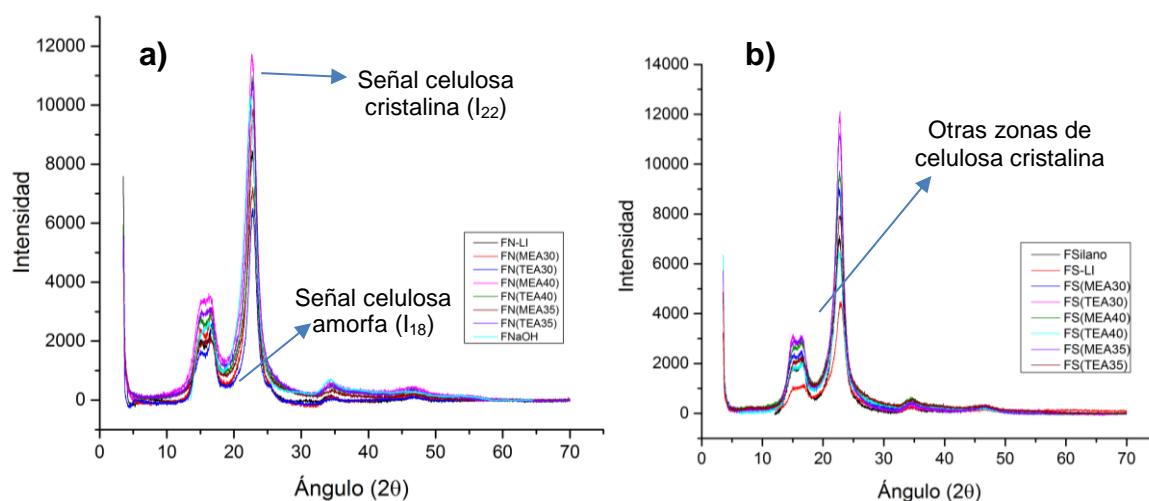 a)
Señal celulosa
cristalina (I22)
Señal celulosa
amorfa (I18)
12000
10000
8000
6000
4000
2000
0
Intensidad
FN-LI
FN(MEA30)
FN(TEA30)
FN(MEA40)
FN(TEA40)
FN(MEA35)
FN(TEA35)
FNaOH
0 10 20 30 40 50 60 70
Ángulo (2θ)
b)
Otras zonas de
celulosa cristalina
14000
12000
10000
8000
6000
4000
2000
0
Intensidad
FSilano
FS-LI
FS(MEA30)
FS(TEA30)
FS(MEA40)
FS(TEA40)
FS(MEA35)
FS(TEA35)
0 10 20 30 40 50 60 70
Ángulo (2θ)